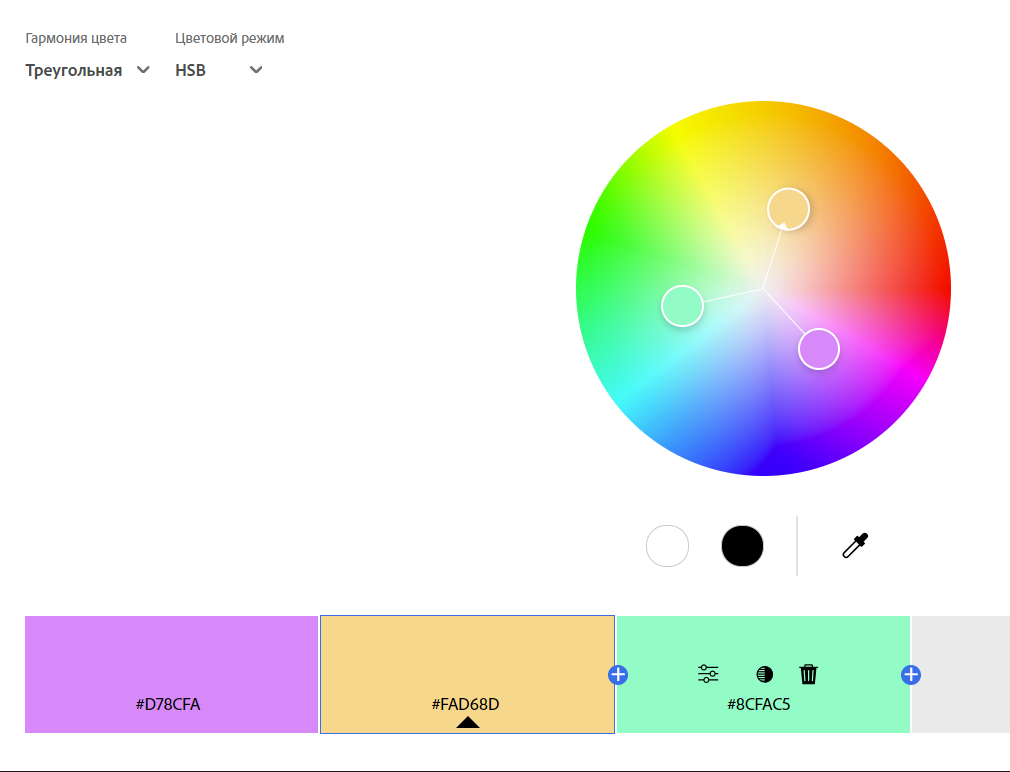 Гармония цвета
Цветовой режим
Треугольная
HSB
#D78CFA
#FAD68D
#8CFAC5